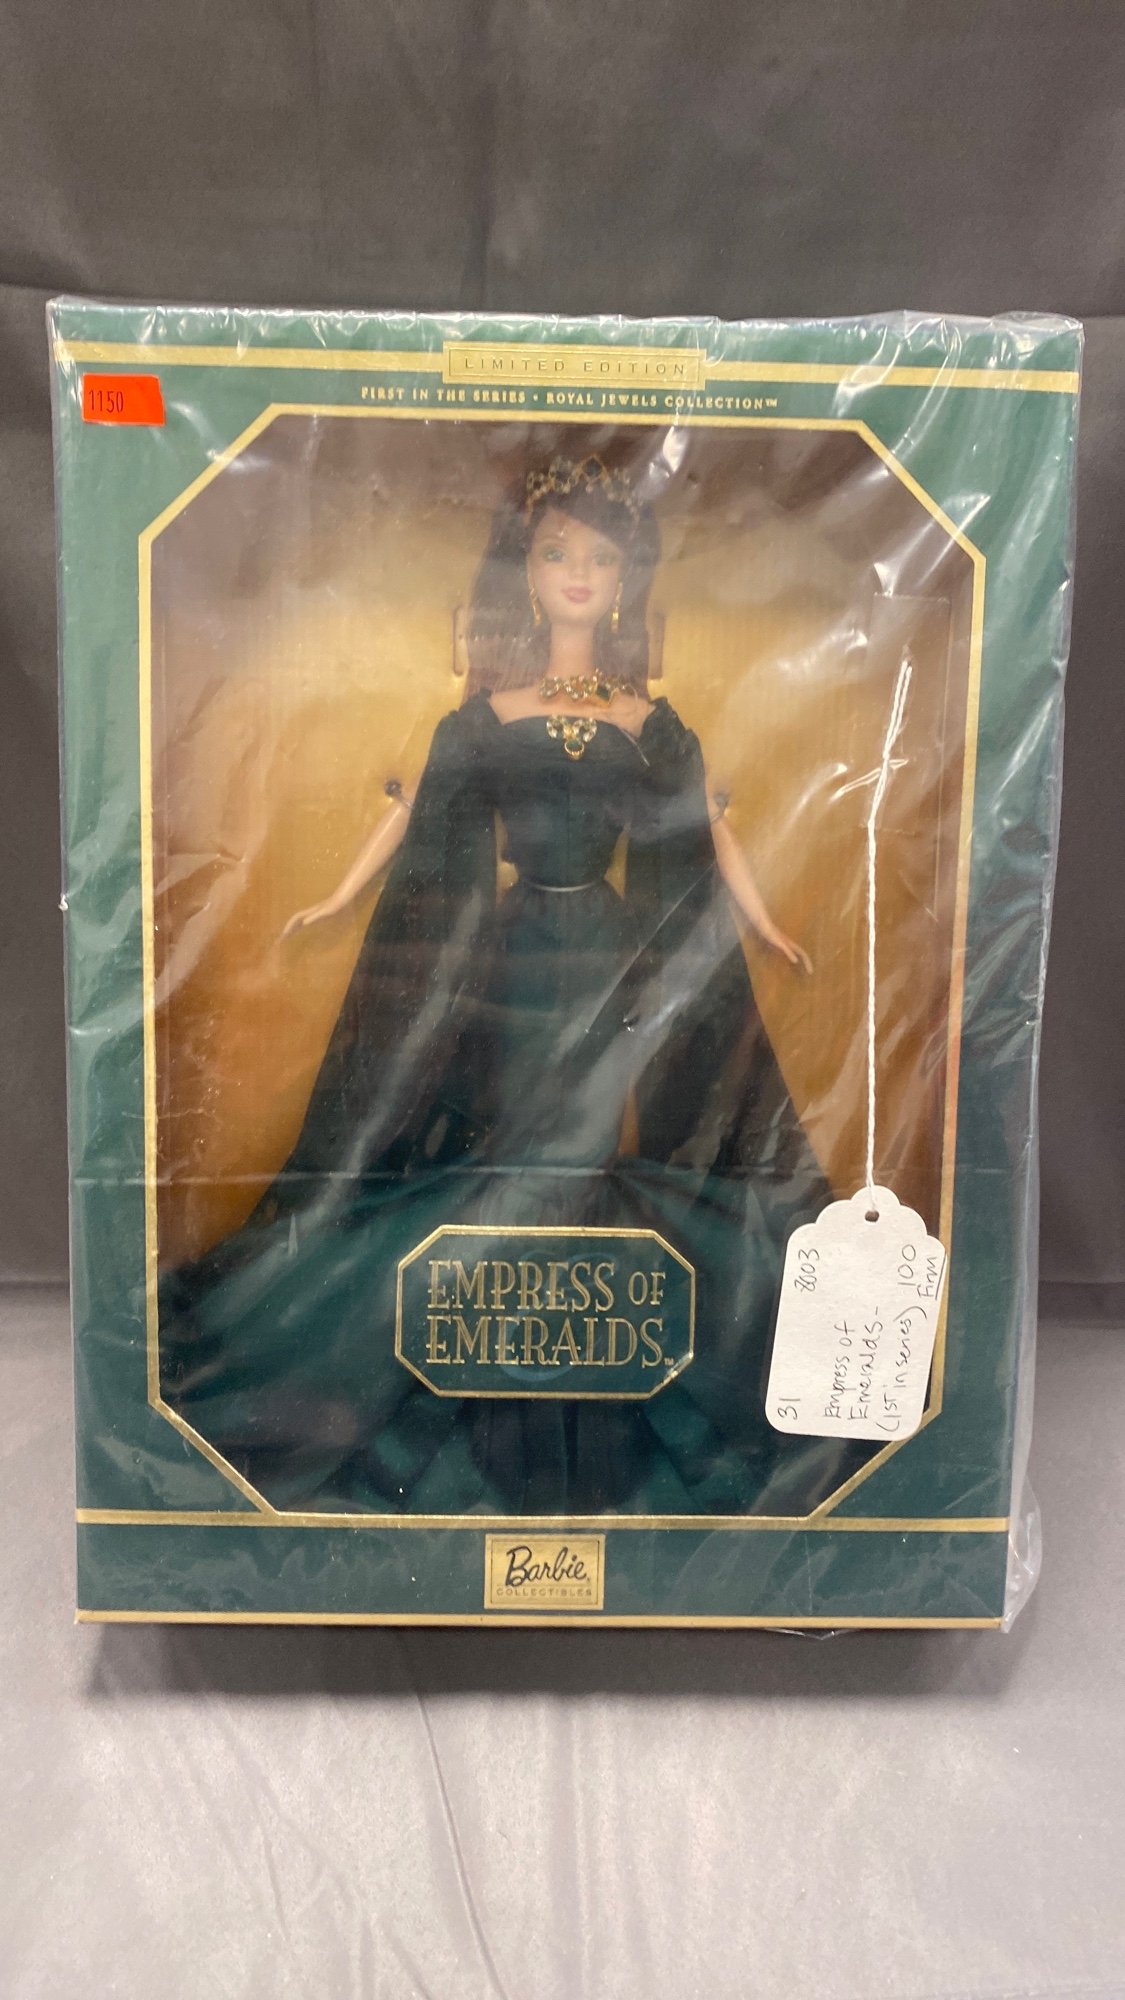 LIMITED EDITION
FIRST IN THE SERIES • ROYAL JEWELS COLLECTION™
1150
EMPRESS OF
EMERALDS™
31 2003
Empress of
Emeralds-
(1st in series) 100
Firm
Barbie®
COLLECTIBLES